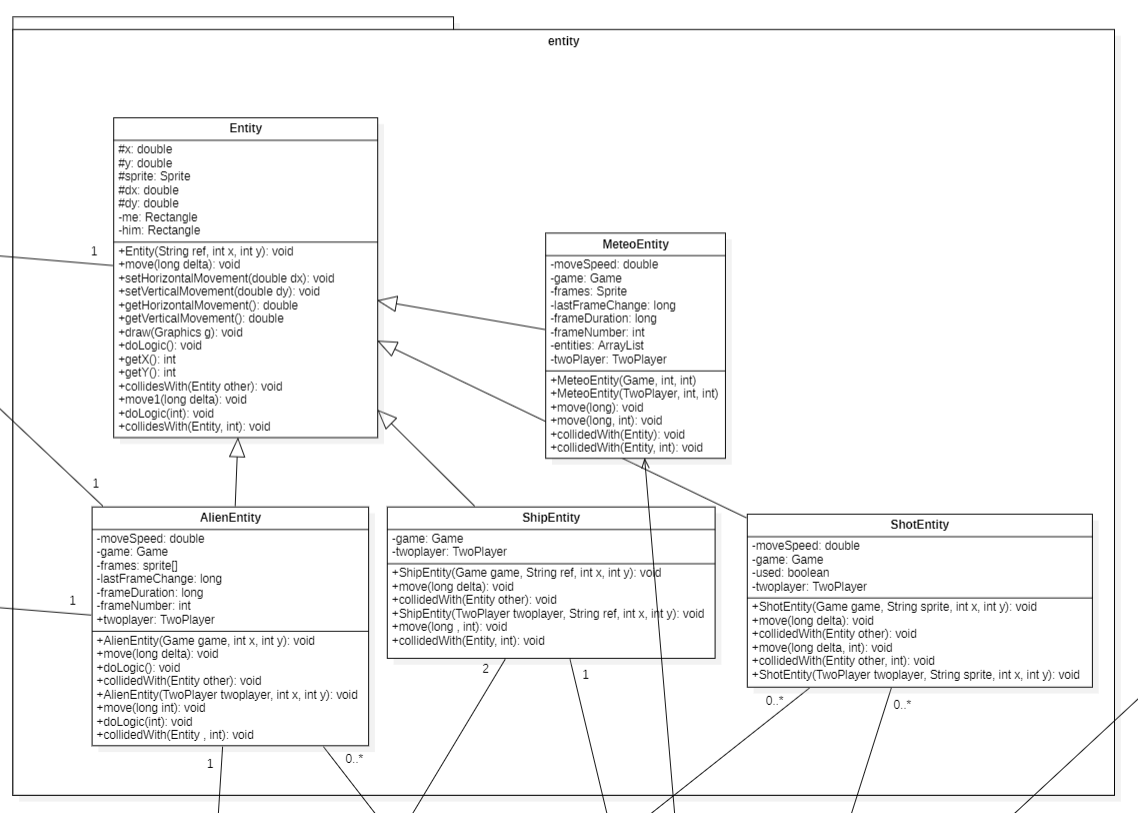 entity
Entity
#x: double
#y: double
#sprite: Sprite
#dx: double
#dy: double
-me: Rectangle
-him: Rectangle
+Entity(String ref, int x, int y): void
+move(long delta): void
+setHorizontalMovement(double dx): void
+setVerticalMovement(double dy): void
+getHorizontalMovement(): double
+getVerticalMovement(): double
+draw(Graphics g): void
+doLogic(): void
+getX(): int
+getY(): int
+collidesWith(Entity other): void
+move1(long delta): void
+doLogic(int): void
+collidesWith(Entity, int): void
1
MeteoEntity
-moveSpeed: double
-game: Game
-frames: Sprite
-lastFrameChange: long
-frameDuration: long
-frameNumber: int
-entities: ArrayList
-twoPlayer: TwoPlayer
+MeteoEntity(Game, int, int)
+MeteoEntity(TwoPlayer, int, int)
+move(long): void
+move(long, int): void
+collidedWith(Entity): void
+collidedWith(Entity, int): void
1
AlienEntity
-moveSpeed: double
-game: Game
-frames: sprite[]
-lastFrameChange: long
-frameDuration: long
-frameNumber: int
+twoplayer: TwoPlayer
+AlienEntity(Game game, int x, int y): void
+move(long delta): void
+doLogic(): void
+collidedWith(Entity other): void
+AlienEntity(TwoPlayer twoplayer, int x, int y): void
+move(long int): void
+doLogic(int): void
+collidedWith(Entity , int): void
1
1
0..*
ShipEntity
-game: Game
-twoplayer: TwoPlayer
+ShipEntity(Game game, String ref, int x, int y): void
+move(long delta): void
+collidedWith(Entity other): void
+ShipEntity(TwoPlayer twoplayer, String ref, int x, int y): void
+move(long , int): void
+collidedWith(Entity, int): void
2
1
ShotEntity
-moveSpeed: double
-game: Game
-used: boolean
-twoplayer: TwoPlayer
+ShotEntity(Game game, String sprite, int x, int y): void
+move(long delta): void
+collidedWith(Entity other): void
+move(long delta, int): void
+collidedWith(Entity other, int): void
+ShotEntity(TwoPlayer twoplayer, String sprite, int x, int y): void
0..*
0..*